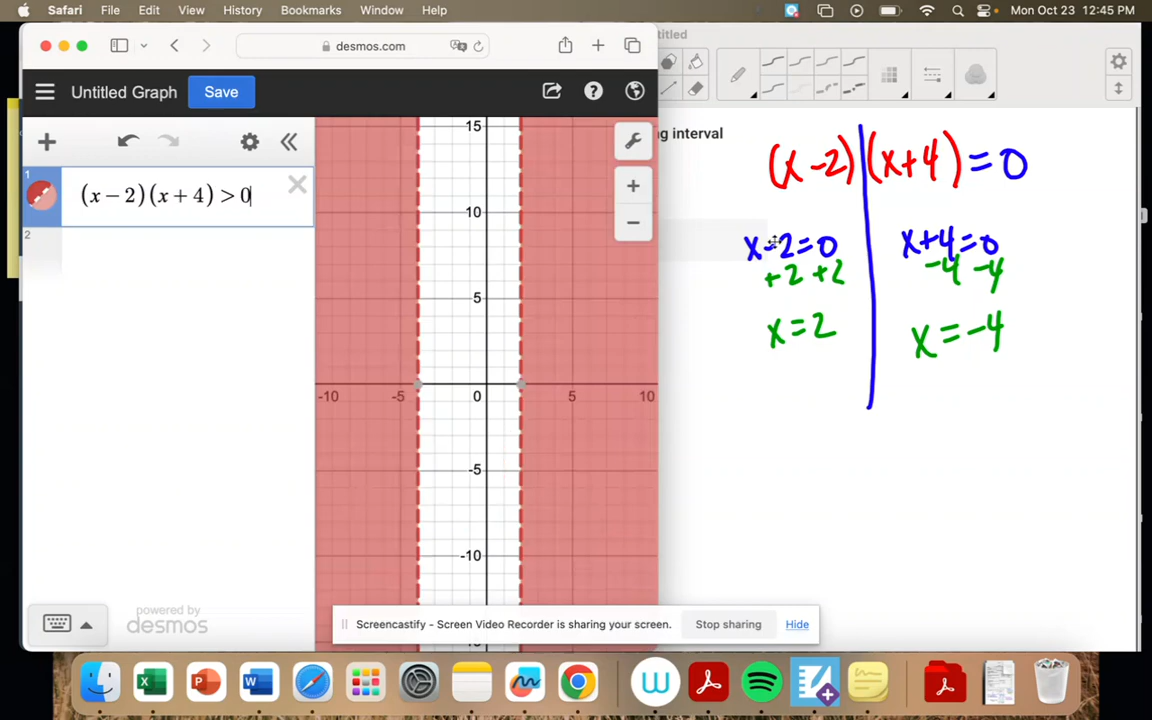 Safari File Edit View History Bookmarks Window Help Mon Oct 23 12:45 PM
desmos.com
Untitled Graph Save
1
(x − 2)(x + 4) > 0
2
15
10
5
-10 -5 0 5 10
-5
-10
powered by
desmos
titled
g interval
(x-2)(x+4)=0
x-2=0 x+4=0
+2 +2 -4 -4
x=2 x=-4
Screencastify - Screen Video Recorder is sharing your screen. Stop sharing Hide